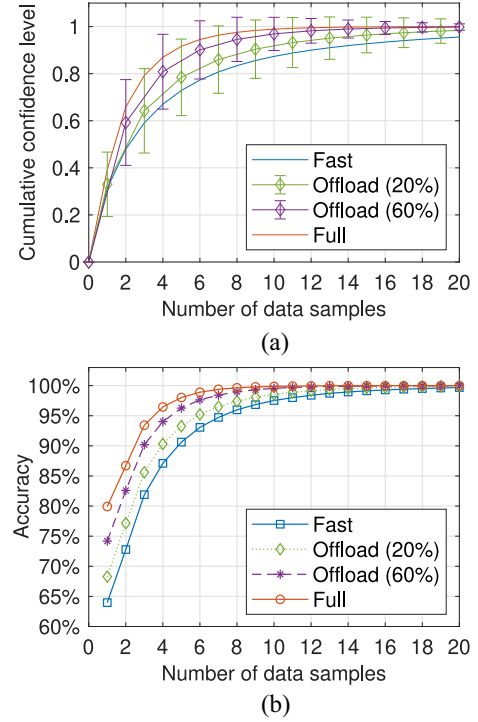 1
0.8
0.6
0.4
0.2
0
Cumulative confidence level
Fast
Offload (20%)
Offload (60%)
Full
0 2 4 6 8 10 12 14 16 18 20
Number of data samples
(a)
100%
95%
90%
85%
80%
75%
70%
65%
60%
Accuracy
Fast
Offload (20%)
Offload (60%)
Full
0 2 4 6 8 10 12 14 16 18 20
Number of data samples
(b)